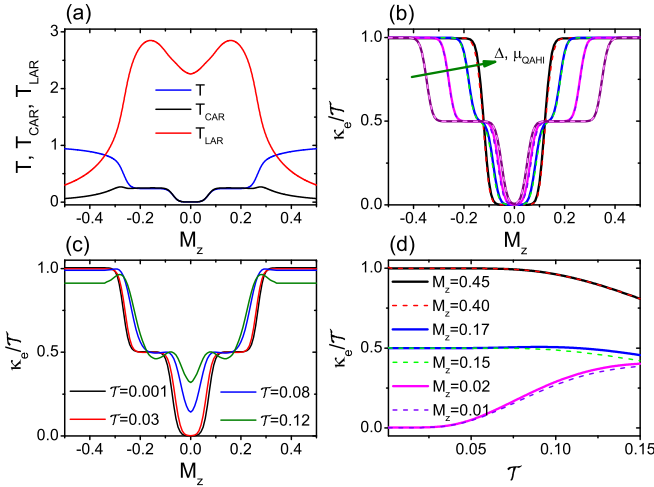 (a)
T, T_CAR, T_LAR
3
2
1
0
T
T_CAR
T_LAR
-0.4 -0.2 0.0 0.2 0.4
M_z
(b)
κ_e/𝒯
1.0
0.5
0.0
Δ, μ_QAHI
-0.4 -0.2 0.0 0.2 0.4
M_z
(c)
κ_e/𝒯
1.0
0.5
0.0
𝒯=0.001
𝒯=0.03
𝒯=0.08
𝒯=0.12
-0.4 -0.2 0.0 0.2 0.4
M_z
(d)
κ_e/𝒯
1.0
0.5
0.0
M_z=0.45
M_z=0.40
M_z=0.17
M_z=0.15
M_z=0.02
M_z=0.01
0.05 0.10 0.15
𝒯